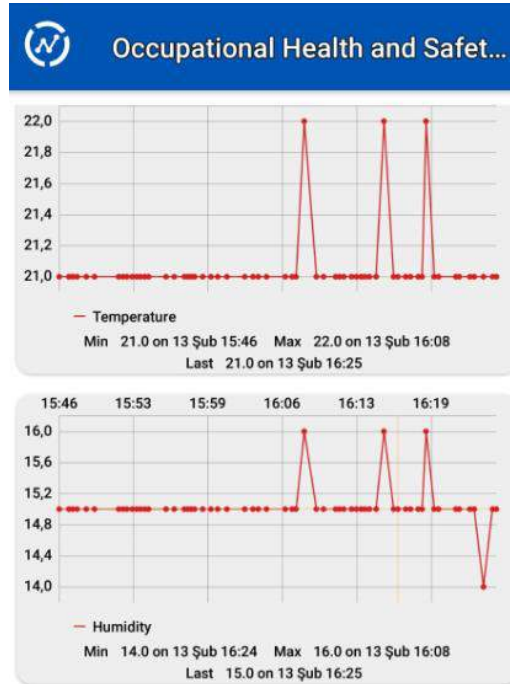 Occupational Health and Safet...
22,0
21,8
21,6
21,4
21,2
21,0
Temperature
Min 21.0 on 13 Şub 15:46 Max 22.0 on 13 Şub 16:08
Last 21.0 on 13 Şub 16:25
15:46 15:53 15:59 16:06 16:13 16:19
16,0
15,6
15,2
14,8
14,4
14,0
Humidity
Min 14.0 on 13 Şub 16:24 Max 16.0 on 13 Şub 16:08
Last 15.0 on 13 Şub 16:25